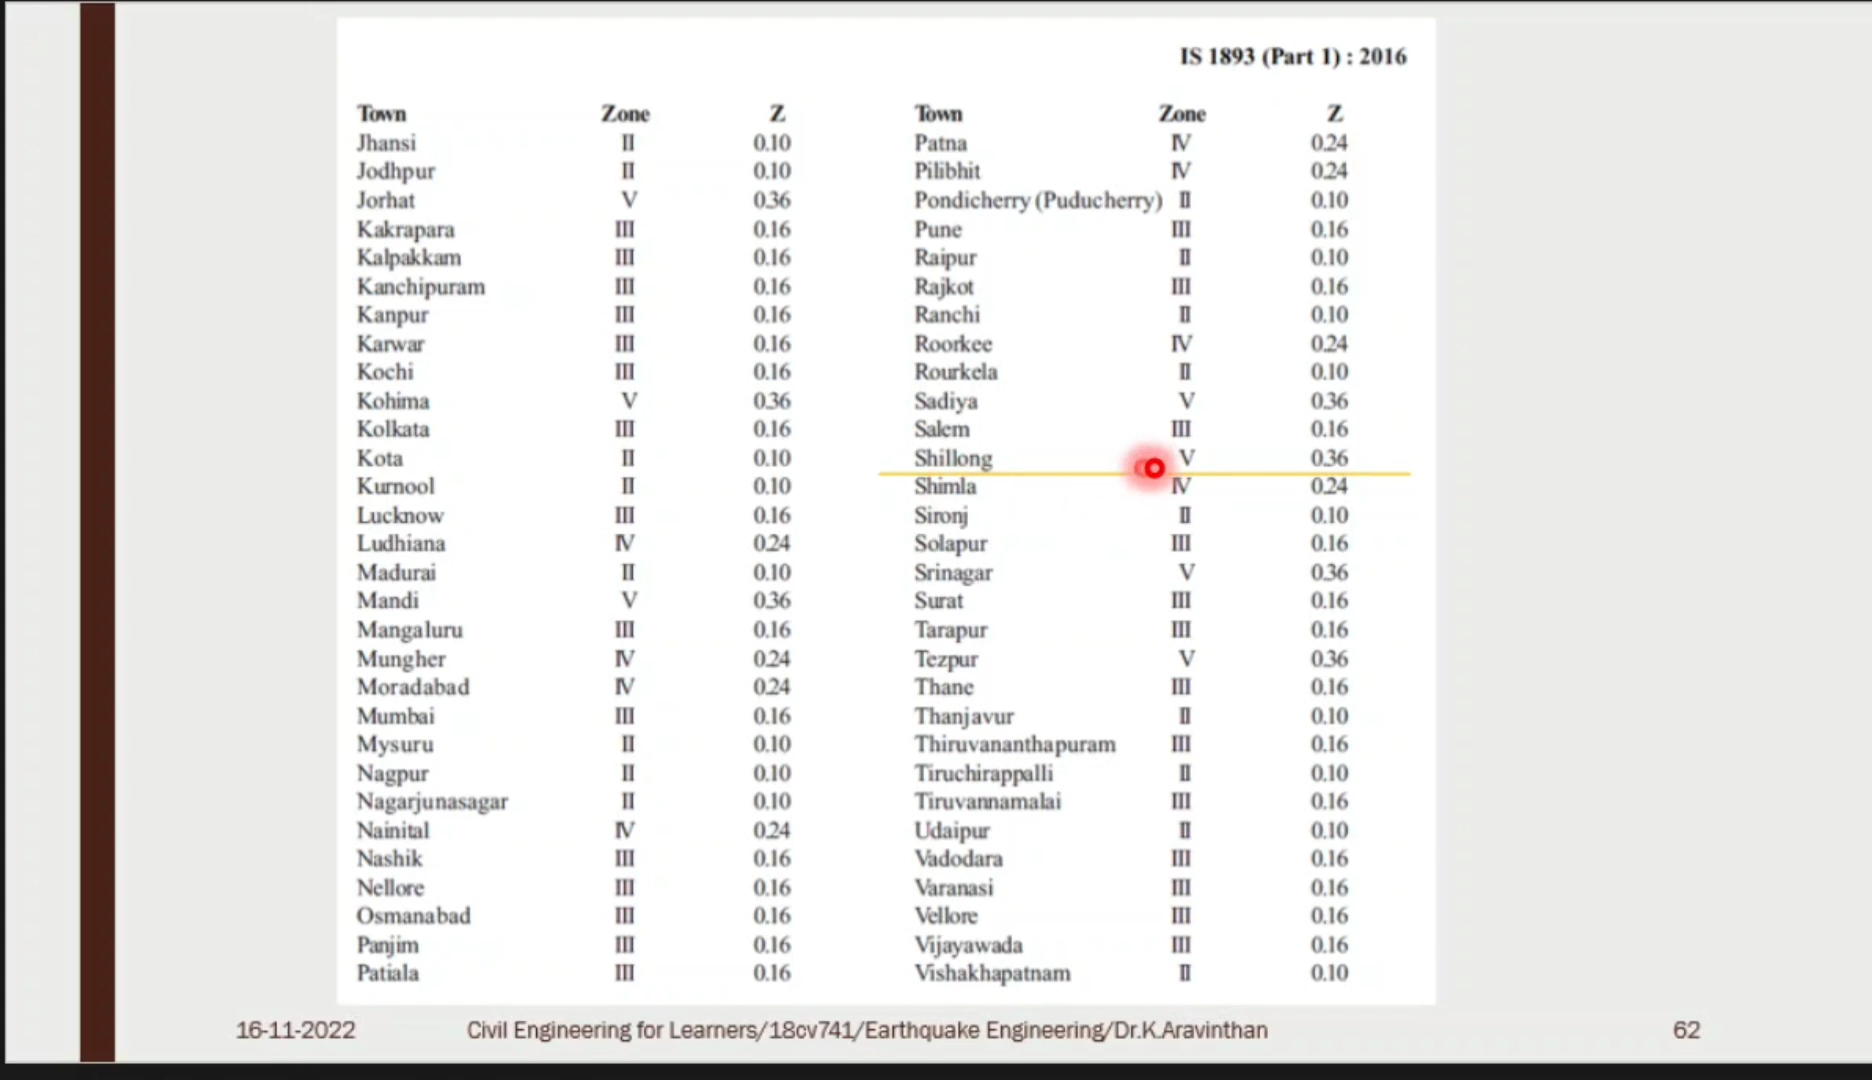 IS 1893 (Part 1) : 2016
Town Zone Z Town Zone Z
Jhansi II 0.10 Patna IV 0.24
Jodhpur II 0.10 Pilibhit IV 0.24
Jorhat V 0.36 Pondicherry (Puducherry) II 0.10
Kakrapara III 0.16 Pune III 0.16
Kalpakkam III 0.16 Raipur II 0.10
Kanchipuram III 0.16 Rajkot III 0.16
Kanpur III 0.16 Ranchi II 0.10
Karwar III 0.16 Roorkee IV 0.24
Kochi III 0.16 Rourkela II 0.10
Kohima V 0.36 Sadiya V 0.36
Kolkata III 0.16 Salem III 0.16
Kota II 0.10 Shillong V 0.36
Kurnool II 0.10 Shimla IV 0.24
Lucknow III 0.16 Sironj II 0.10
Ludhiana IV 0.24 Solapur III 0.16
Madurai II 0.10 Srinagar V 0.36
Mandi V 0.36 Surat III 0.16
Mangaluru III 0.16 Tarapur III 0.16
Mungher IV 0.24 Tezpur V 0.36
Moradabad IV 0.24 Thane III 0.16
Mumbai III 0.16 Thanjavur II 0.10
Mysuru II 0.10 Thiruvananthapuram III 0.16
Nagpur II 0.10 Tiruchirappalli II 0.10
Nagarjunasagar II 0.10 Tiruvannamalai III 0.16
Nainital IV 0.24 Udaipur II 0.10
Nashik III 0.16 Vadodara III 0.16
Nellore III 0.16 Varanasi III 0.16
Osmanabad III 0.16 Vellore III 0.16
Panjim III 0.16 Vijayawada III 0.16
Patiala III 0.16 Vishakhapatnam II 0.10
16-11-2022 Civil Engineering for Learners/18cv741/Earthquake Engineering/Dr.K.Aravinthan 62